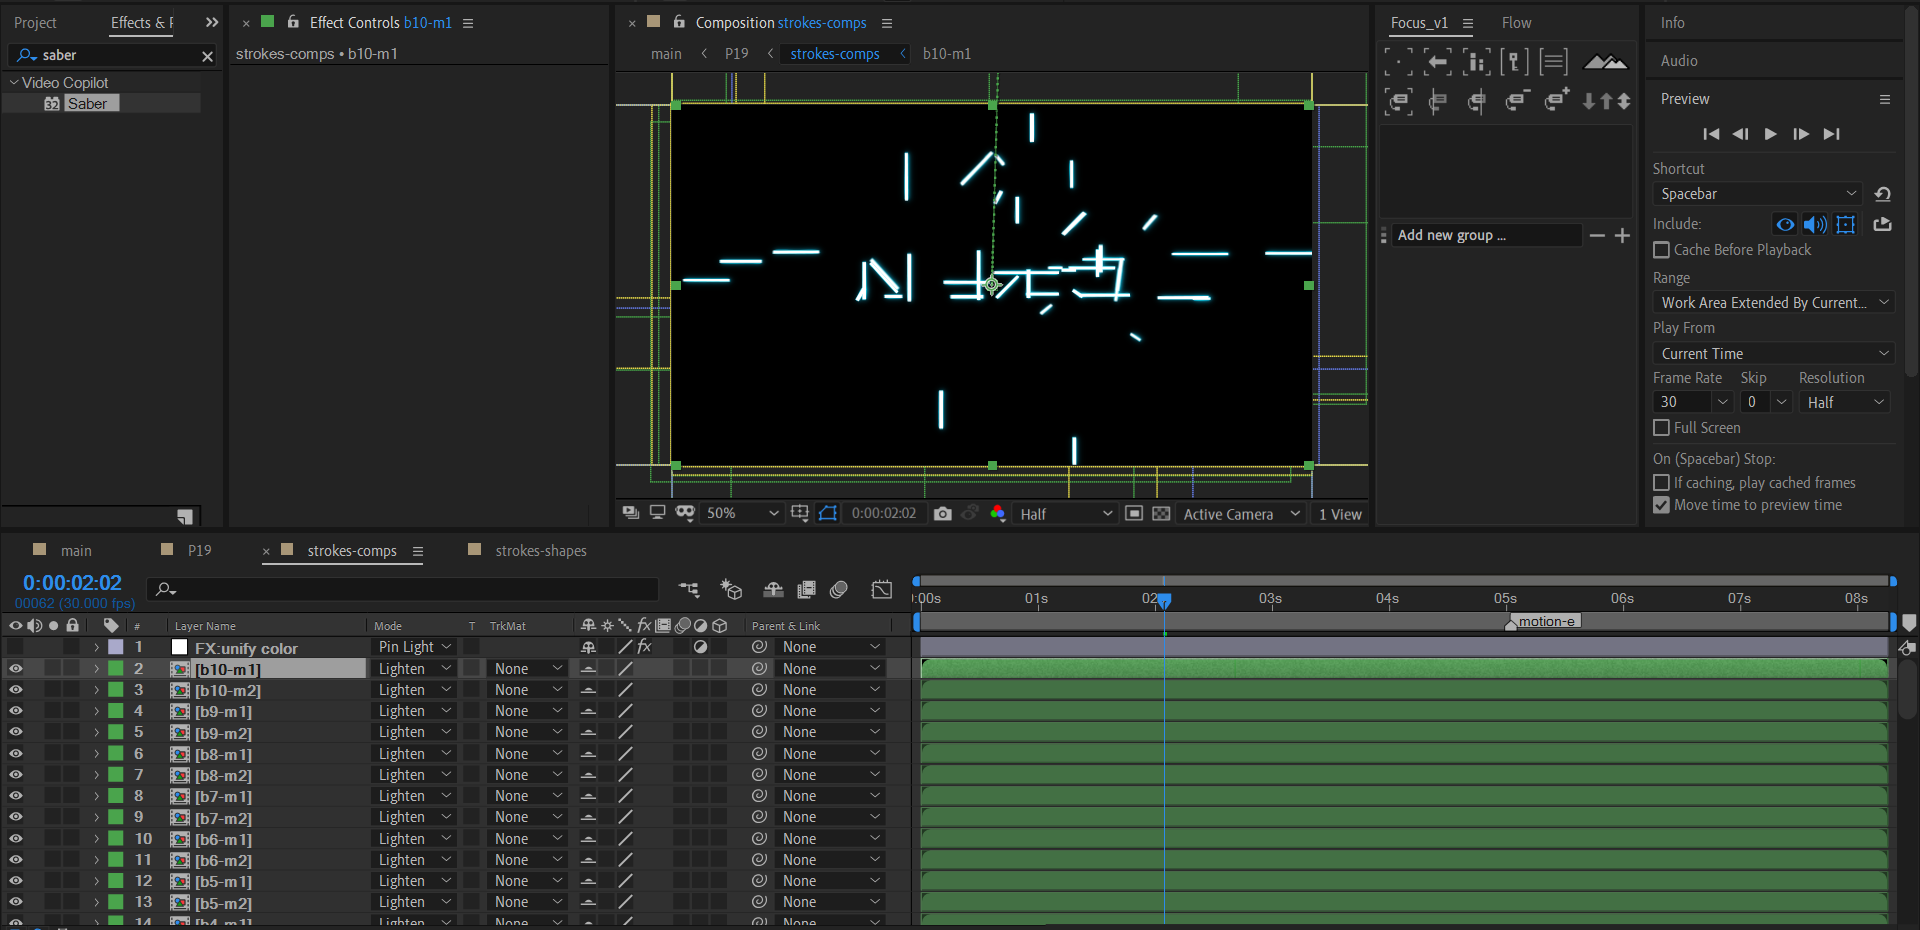 Project
Effects & P
Effect Controls b10-m1
Composition strokes-comps
Focus_v1
Flow
Info
saber
strokes-comps • b10-m1
main
P19
strokes-comps
b10-m1
Audio
Video Copilot
32 Saber
Preview
Shortcut
Spacebar
Include:
Add new group ...
Cache Before Playback
Range
Work Area Extended By Current...
Play From
Current Time
Frame Rate Skip Resolution
30 0 Half
Full Screen
On (Spacebar) Stop:
If caching, play cached frames
Move time to preview time
50%
0:00:02:02
Half
Active Camera
1 View
main
P19
strokes-comps
strokes-shapes
0:00:02:02
00062 (30.000 fps)
:00s 01s 02 03s 04s 05s 06s 07s 08s
# Layer Name Mode T TrkMat fx Parent & Link
motion-e
1 FX:unify color Pin Light fx None
2 [b10-m1] Lighten None None
3 [b10-m2] Lighten None None
4 [b9-m1] Lighten None None
5 [b9-m2] Lighten None None
6 [b8-m1] Lighten None None
7 [b8-m2] Lighten None None
8 [b7-m1] Lighten None None
9 [b7-m2] Lighten None None
10 [b6-m1] Lighten None None
11 [b6-m2] Lighten None None
12 [b5-m1] Lighten None None
13 [b5-m2] Lighten None None
14 [b4-m1] Lighten None None